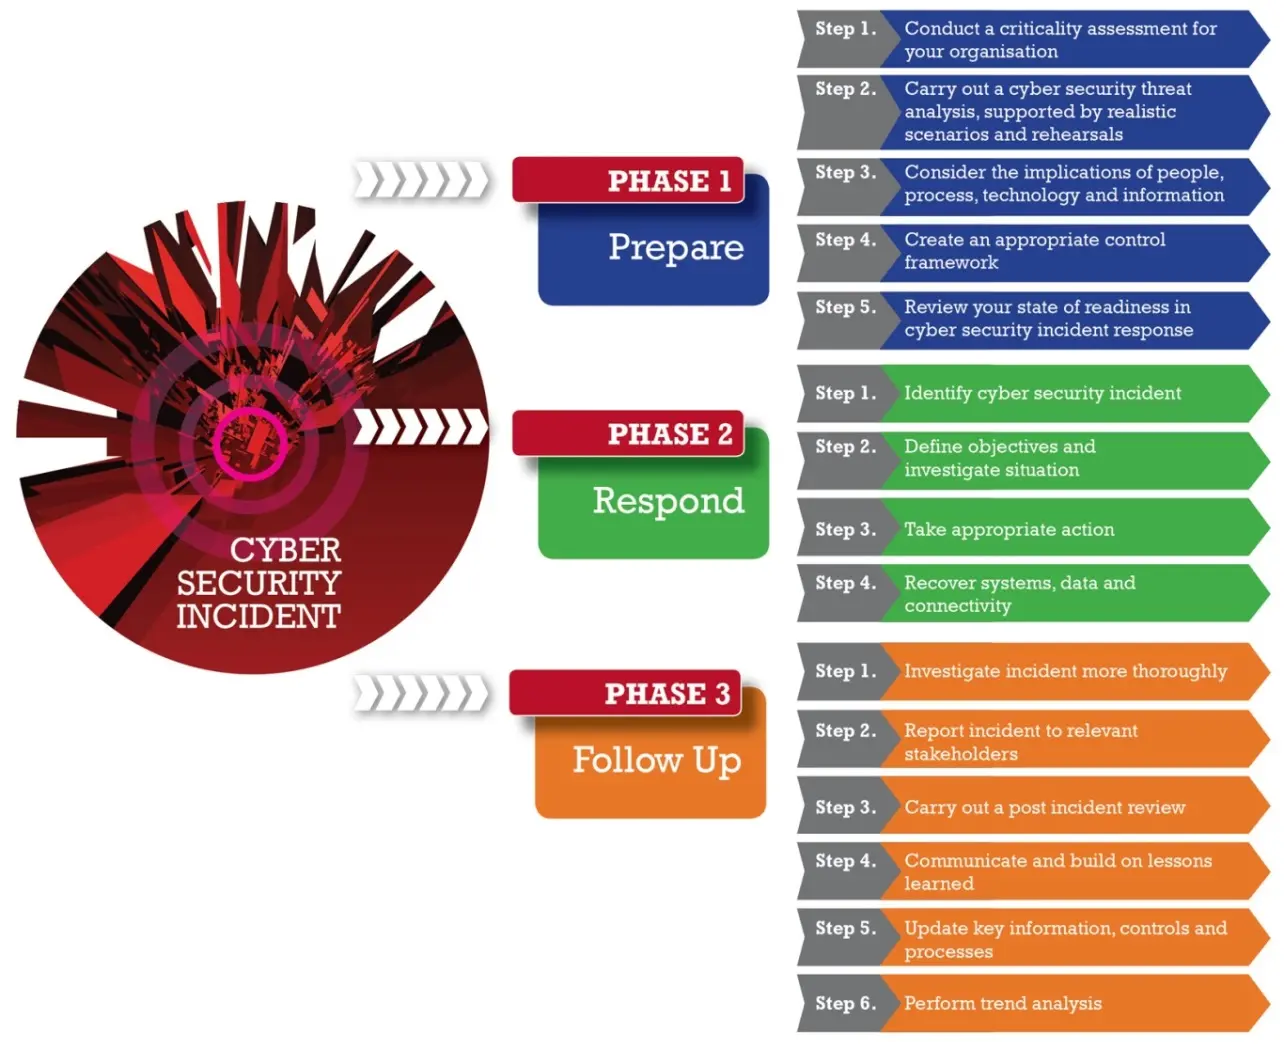 CYBER
SECURITY
INCIDENT
PHASE 1
Prepare
Step 1.
Conduct a criticality assessment for
your organisation
Step 2.
Carry out a cyber security threat
analysis, supported by realistic
scenarios and rehearsals
Step 3.
Consider the implications of people,
process, technology and information
Step 4.
Create an appropriate control
framework
Step 5.
Review your state of readiness in
cyber security incident response
PHASE 2
Respond
Step 1.
Identify cyber security incident
Step 2.
Define objectives and
investigate situation
Step 3.
Take appropriate action
Step 4.
Recover systems, data and
connectivity
PHASE 3
Follow Up
Step 1.
Investigate incident more thoroughly
Step 2.
Report incident to relevant
stakeholders
Step 3.
Carry out a post incident review
Step 4.
Communicate and build on lessons
learned
Step 5.
Update key information, controls and
processes
Step 6.
Perform trend analysis